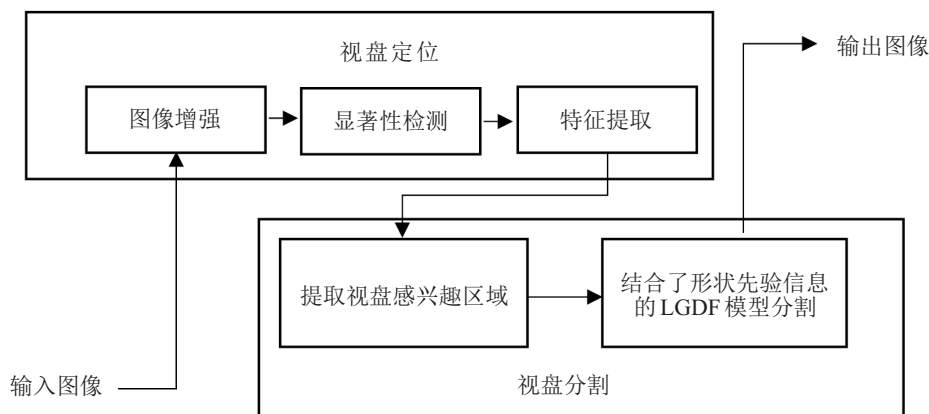 视盘定位
输出图像
图像增强
显著性检测
特征提取
提取视盘感兴趣区域
结合了形状先验信息
的LGDF模型分割
输入图像
视盘分割